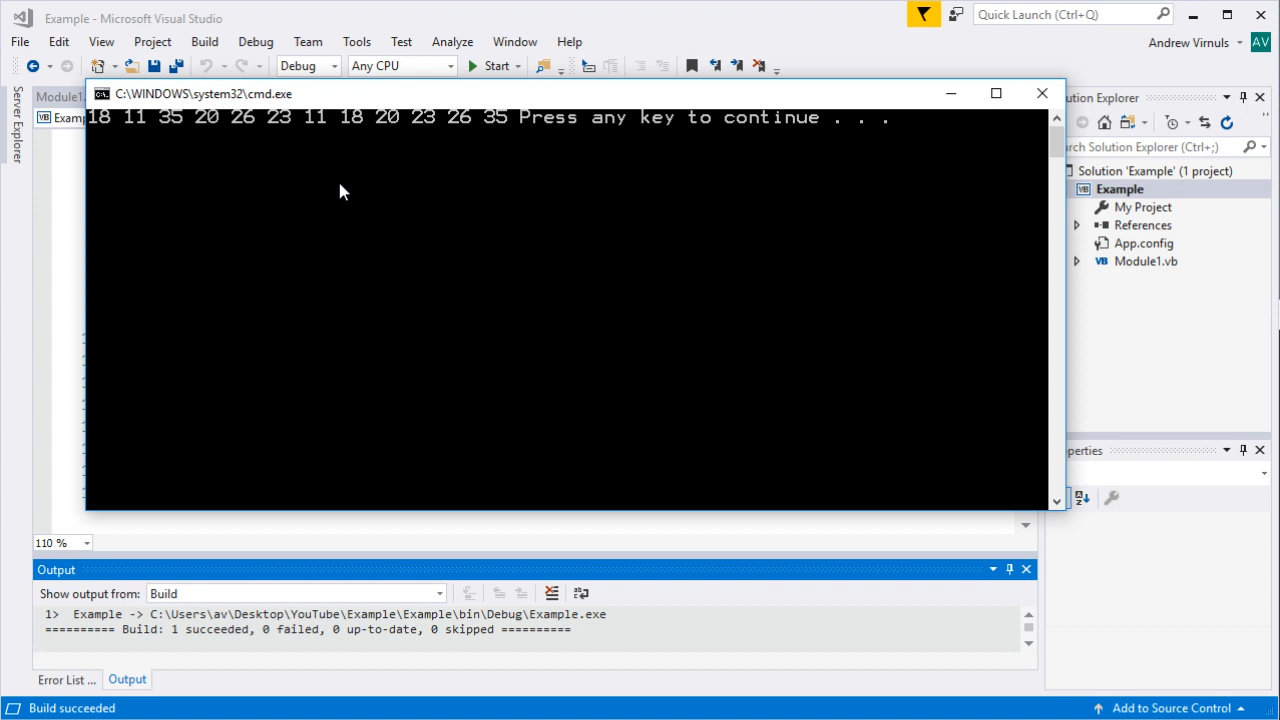 Example - Microsoft Visual Studio
Quick Launch (Ctrl+Q)
File Edit View Project Build Debug Team Tools Test Analyze Window Help
Andrew Virnuls AV
Debug Any CPU Start
Server Explorer
Module1
Examp
C:\WINDOWS\system32\cmd.exe
18 11 35 20 26 23 11 18 20 23 26 35 Press any key to continue . . .
ution Explorer
rch Solution Explorer (Ctrl+;)
Solution 'Example' (1 project)
VB Example
My Project
References
App.config
VB Module1.vb
operties
110 %
Output
Show output from: Build
1> Example -> C:\Users\av\Desktop\YouTube\Example\Example\bin\Debug\Example.exe
========== Build: 1 succeeded, 0 failed, 0 up-to-date, 0 skipped ==========
Error List ... Output
Build succeeded
Add to Source Control